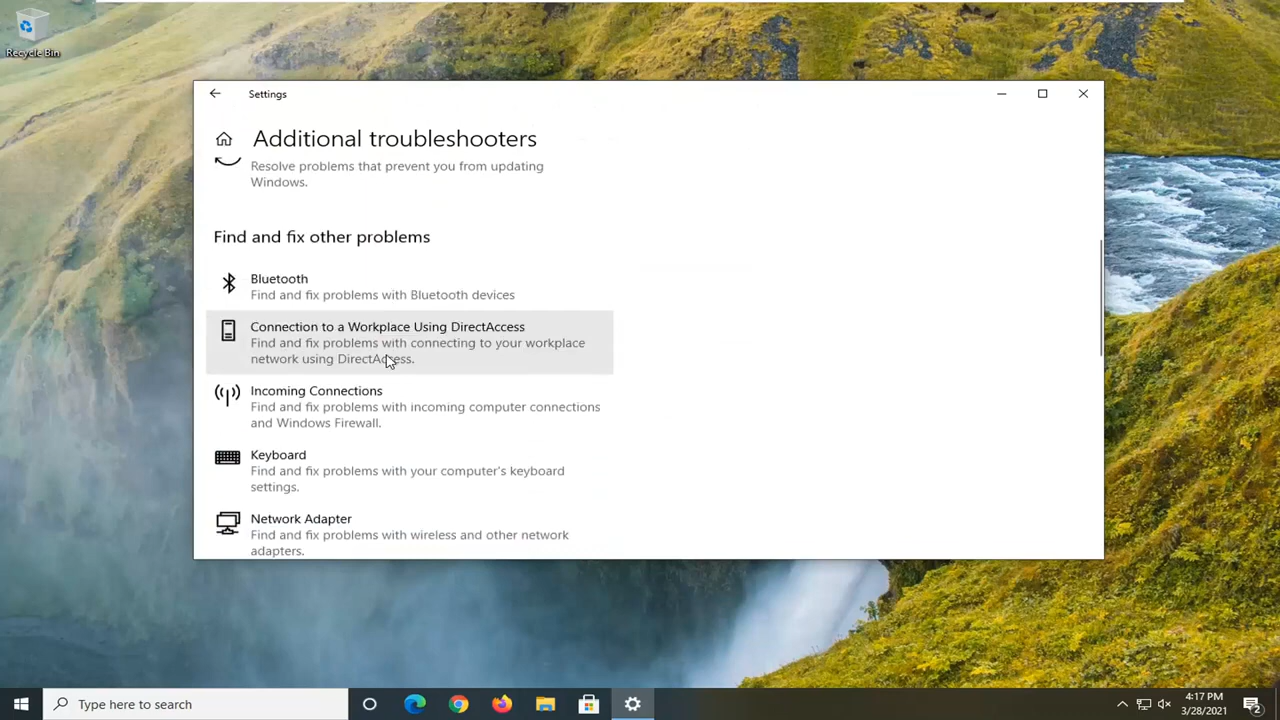 Recycle Bin
Settings
Additional troubleshooters
Resolve problems that prevent you from updating
Windows.
Find and fix other problems
Bluetooth
Find and fix problems with Bluetooth devices
Connection to a Workplace Using DirectAccess
Find and fix problems with connecting to your workplace
network using DirectAccess.
Incoming Connections
Find and fix problems with incoming computer connections
and Windows Firewall.
Keyboard
Find and fix problems with your computer's keyboard
settings.
Network Adapter
Find and fix problems with wireless and other network
adapters.
Type here to search
4:17 PM
3/28/2021
2